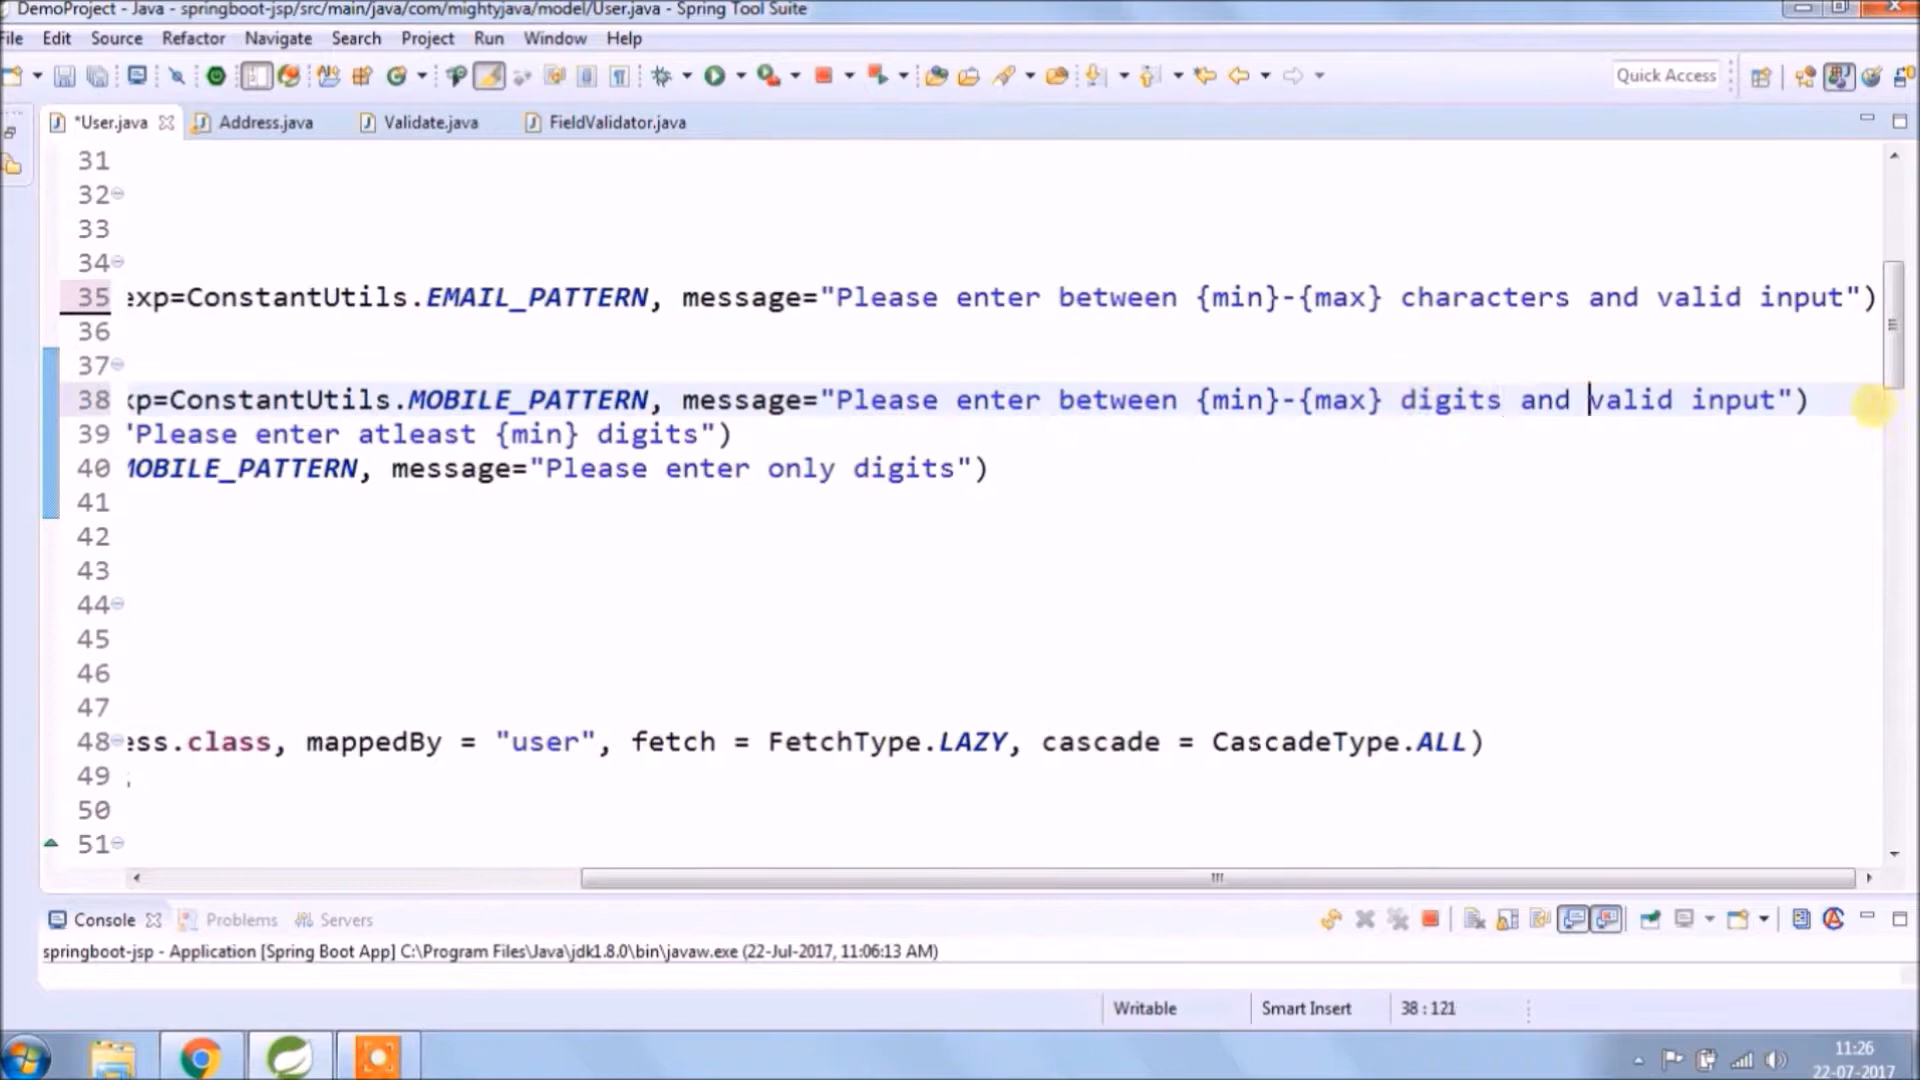 DemoProject - Java - springboot-jsp/src/main/java/com/mightyjava/model/User.java - Spring Tool Suite
File Edit Source Refactor Navigate Search Project Run Window Help
Quick Access
*User.java Address.java Validate.java FieldValidator.java
31
32
33
34
35 exp=ConstantUtils.EMAIL_PATTERN, message="Please enter between {min}-{max} characters and valid input")
36
37
38 xp=ConstantUtils.MOBILE_PATTERN, message="Please enter between {min}-{max} digits and valid input")
39 "Please enter atleast {min} digits")
40 MOBILE_PATTERN, message="Please enter only digits")
41
42
43
44
45
46
47
48 ess.class, mappedBy = "user", fetch = FetchType.LAZY, cascade = CascadeType.ALL)
49 ;
50
51
Console Problems Servers
springboot-jsp - Application [Spring Boot App] C:\Program Files\Java\jdk1.8.0\bin\javaw.exe (22-Jul-2017, 11:06:13 AM)
Writable Smart Insert 38 : 121
11:26
22-07-2017